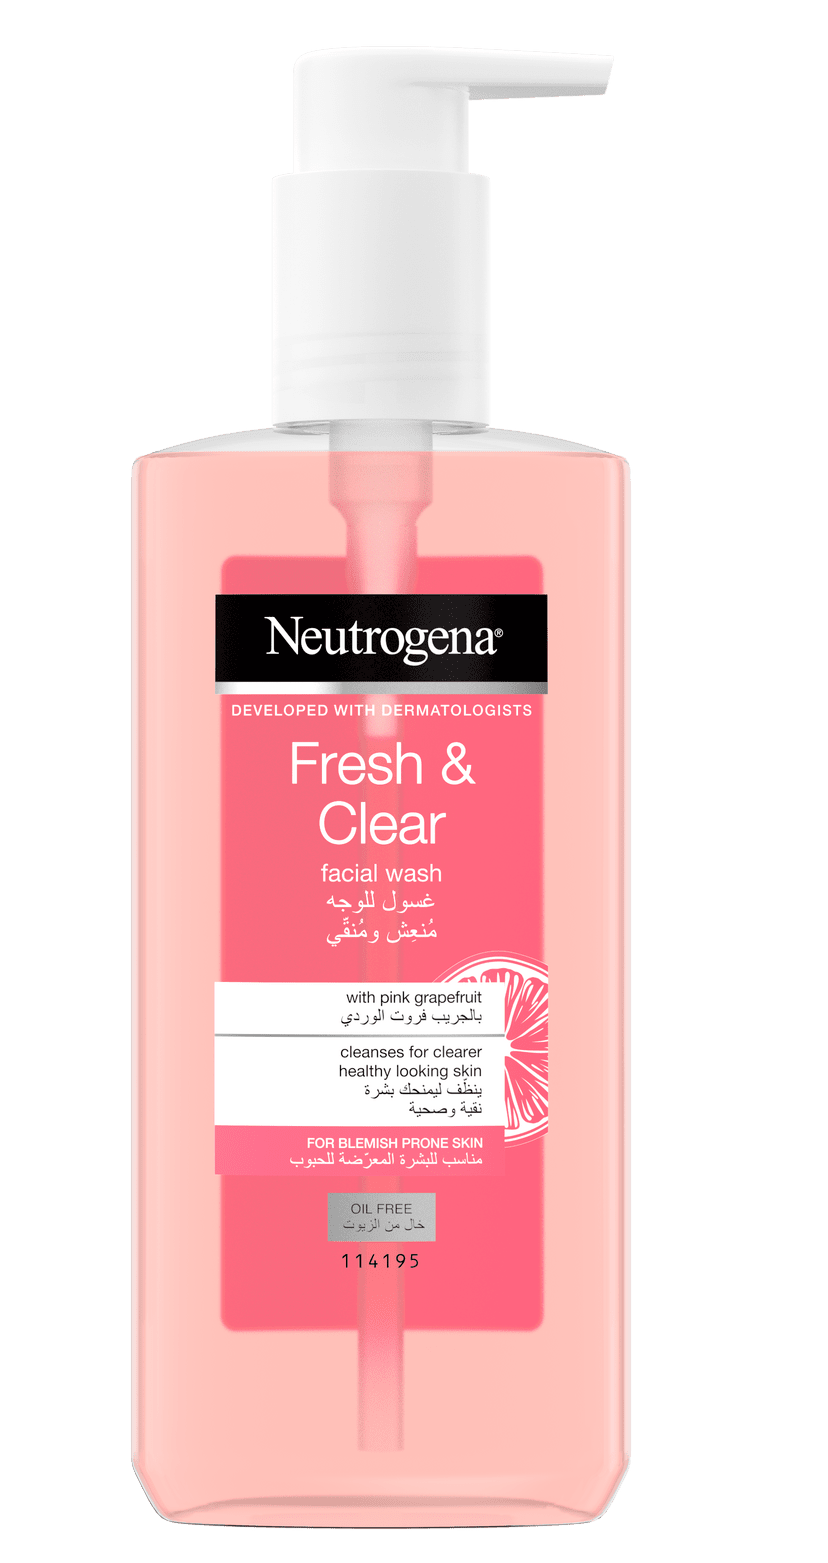 Neutrogena®
DEVELOPED WITH DERMATOLOGISTS
Fresh &
Clear
facial wash
غسول للوجه
مُنعِش ومُنقّي
with pink grapefruit
بالجريب فروت الوردي
cleanses for clearer
healthy looking skin
ينظّف ليمنحك بشرة
نقية وصحية
FOR BLEMISH PRONE SKIN
مناسب للبشرة المعرّضة للحبوب
OIL FREE
خال من الزيوت
114195